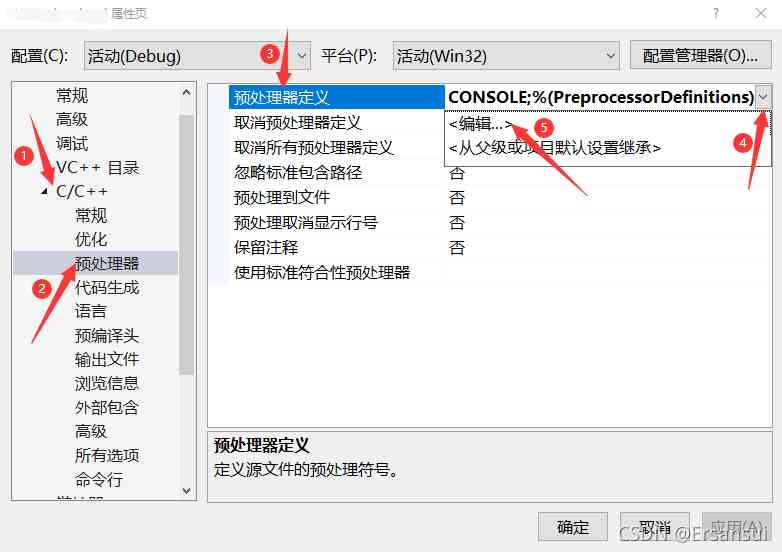 属性页
?
配置(C):
活动(Debug)
平台(P):
活动(Win32)
配置管理器(O)...
常规
高级
调试
VC++ 目录
C/C++
常规
优化
预处理器
代码生成
语言
预编译头
输出文件
浏览信息
外部包含
高级
所有选项
命令行
预处理器定义
CONSOLE;%(PreprocessorDefinitions)
取消预处理器定义
<编辑...>
取消所有预处理器定义
<从父级或项目默认设置继承>
忽略标准包含路径
否
预处理到文件
否
预处理取消显示行号
否
保留注释
否
使用标准符合性预处理器
1
2
3
4
5
预处理器定义
定义源文件的预处理符号。
确定
取消
应用(A)
CSDN @Ersansui